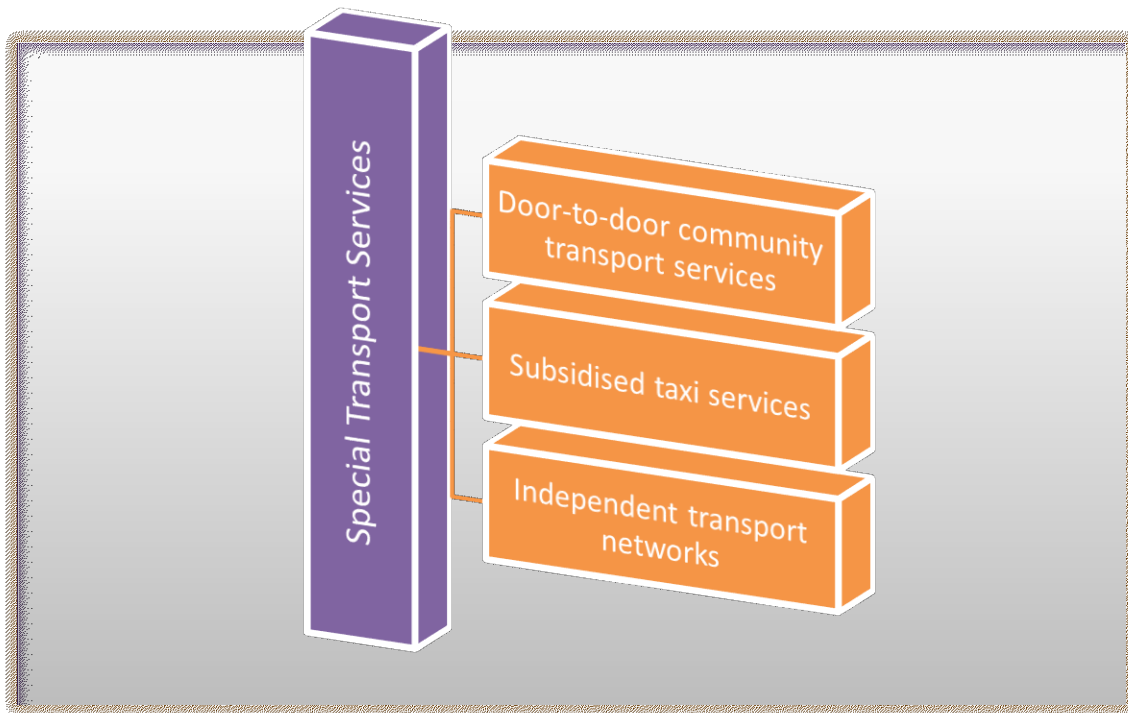 Special Transport Services
Door-to-door community
transport services
Subsidised taxi services
Independent transport
networks